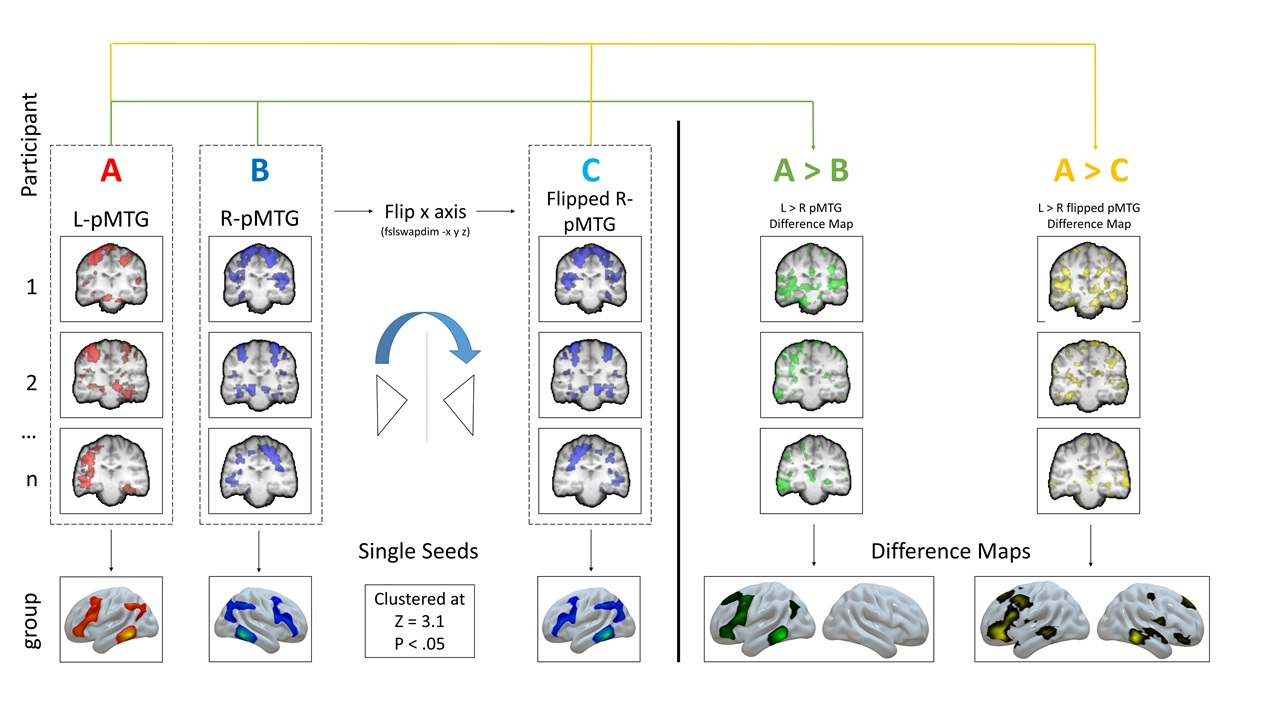 Participant
A
L-pMTG
B
R-pMTG
Flip x axis
(fslswapdim -x y z)
C
Flipped R-
pMTG
A > B
L > R pMTG
Difference Map
A > C
L > R flipped pMTG
Difference Map
1
2
...
n
Single Seeds
Difference Maps
group
Clustered at
Z = 3.1
P < .05